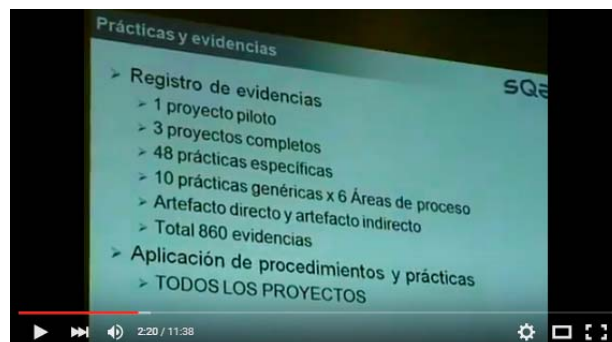 Prácticas y evidencias
sQa
➢ Registro de evidencias
➢ 1 proyecto piloto
➢ 3 proyectos completos
➢ 48 prácticas específicas
➢ 10 prácticas genéricas x 6 Áreas de proceso
➢ Artefacto directo y artefacto indirecto
➢ Total 860 evidencias
➢ Aplicación de procedimientos y prácticas
➢ TODOS LOS PROYECTOS
2:20 / 11:38